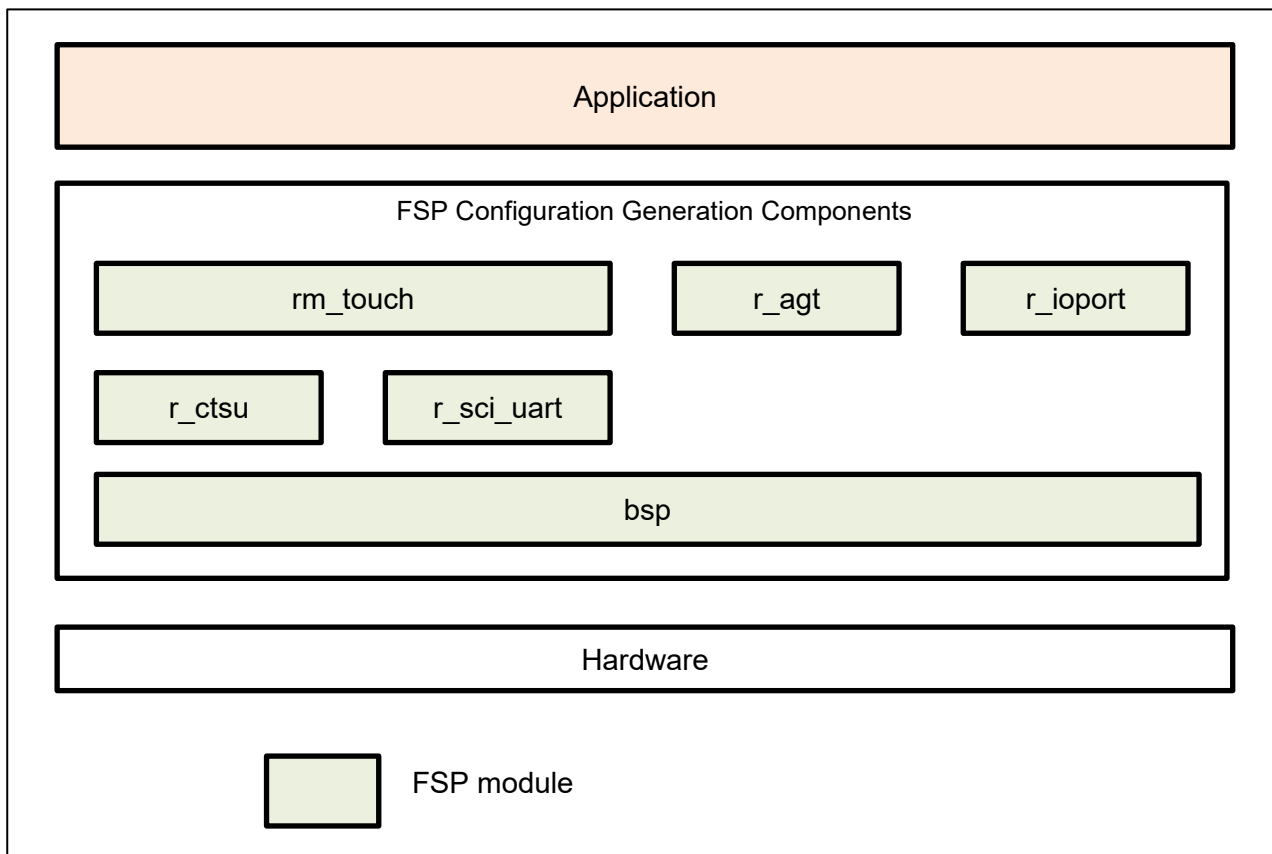 Application
FSP Configuration Generation Components
rm_touch
r_agt
r_ioport
r_ctsu
r_sci_uart
bsp
Hardware
FSP module